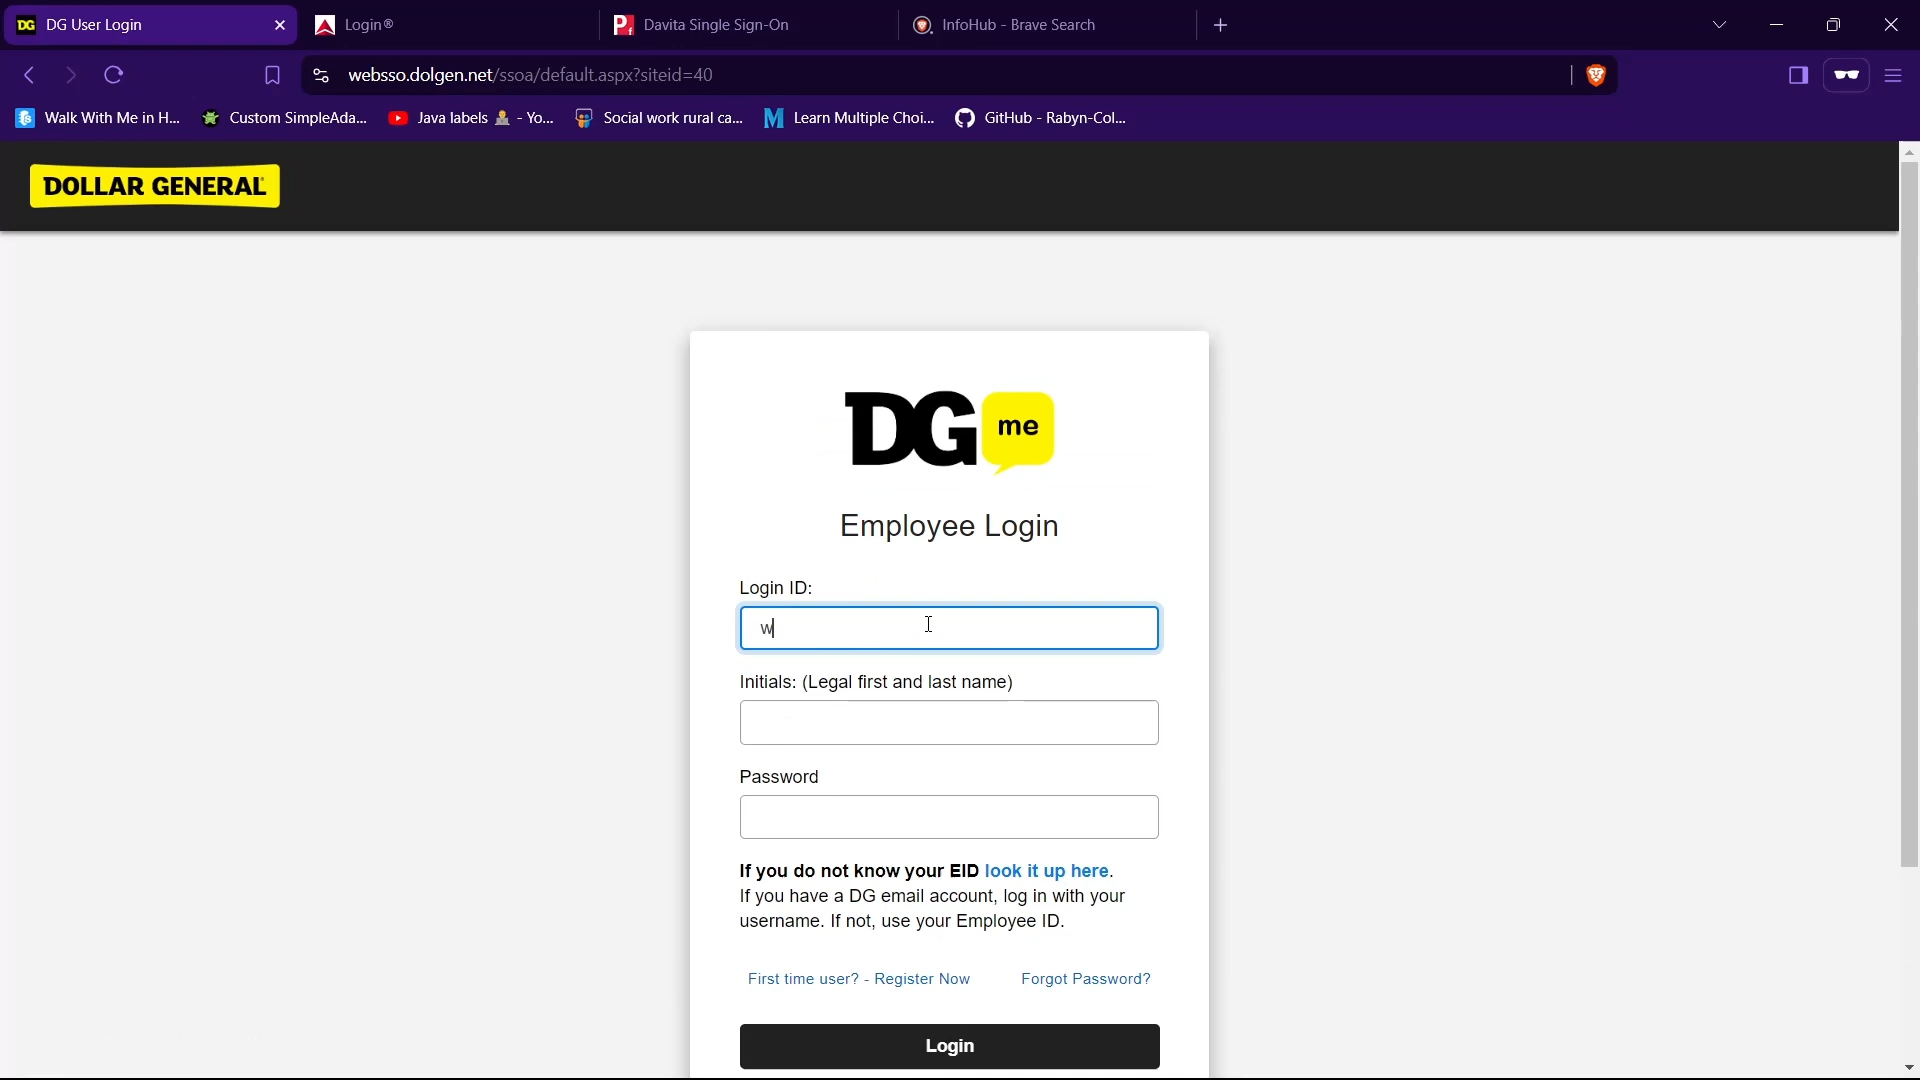 DG User Login
Login®
Davita Single Sign-On
InfoHub - Brave Search
websso.dolgen.net/ssoa/default.aspx?siteid=40
Walk With Me in H...
Custom SimpleAda...
Java labels 🧑‍💻 - Yo...
Social work rural ca...
Learn Multiple Choi...
GitHub - Rabyn-Col...
DOLLAR GENERAL
DG me
Employee Login
Login ID:
w
Initials: (Legal first and last name)
Password
If you do not know your EID look it up here.
If you have a DG email account, log in with your
username. If not, use your Employee ID.
First time user? - Register Now
Forgot Password?
Login